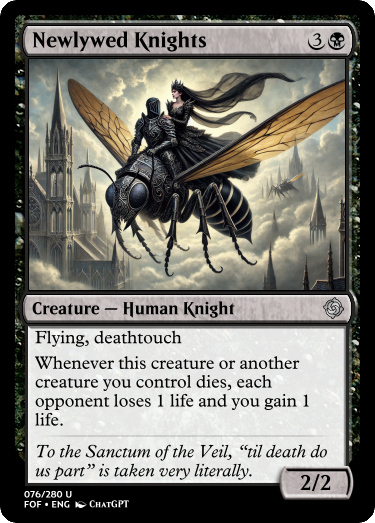 Newlywed Knights 3
Creature — Human Knight
Flying, deathtouch
Whenever this creature or another
creature you control dies, each
opponent loses 1 life and you gain 1
life.
To the Sanctum of the Veil, “til death do
us part” is taken very literally.
2/2
076/280 U
FOF • ENG ChatGPT